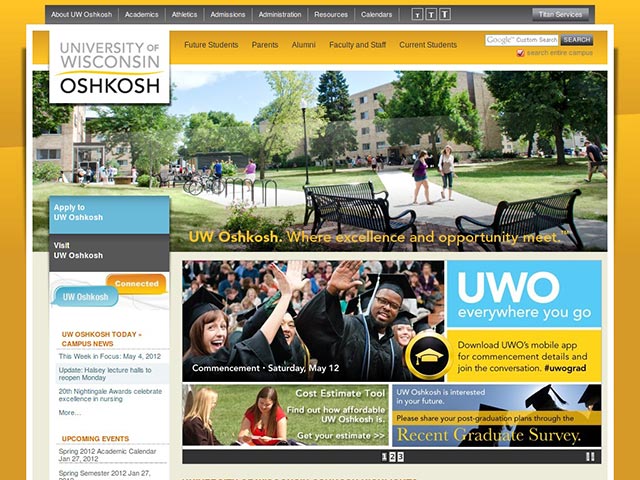 About UW Oshkosh
Academics
Athletics
Admissions
Administration
Resources
Calendars
T T T
Titan Services
UNIVERSITY OF
WISCONSIN
OSHKOSH
Future Students
Parents
Alumni
Faculty and Staff
Current Students
Google™ Custom Search
SEARCH
search entire campus
UW Oshkosh. Where excellence and opportunity meet.™
Apply to
UW Oshkosh
Visit
UW Oshkosh
Connected
UW Oshkosh
UW OSHKOSH TODAY »
CAMPUS NEWS
This Week in Focus: May 4, 2012
Update: Halsey lecture halls to
reopen Monday
20th Nightingale Awards celebrate
excellence in nursing
More…
UPCOMING EVENTS
Spring 2012 Academic Calendar
Jan 27, 2012
Spring Semester 2012 Jan 27,
Commencement • Saturday, May 12
UWO
everywhere you go
Download UWO's mobile app
for commencement details and
join the conversation. #uwograd
Cost Estimate Tool
Find out how affordable
UW Oshkosh is.
Get your estimate >>
UW Oshkosh is interested
in your future.
Please share your post-graduation plans through the
Recent Graduate Survey.
1 2 3
UNIVERSITY OF WISCONSIN OSHKOSH HIGHLIGHTS